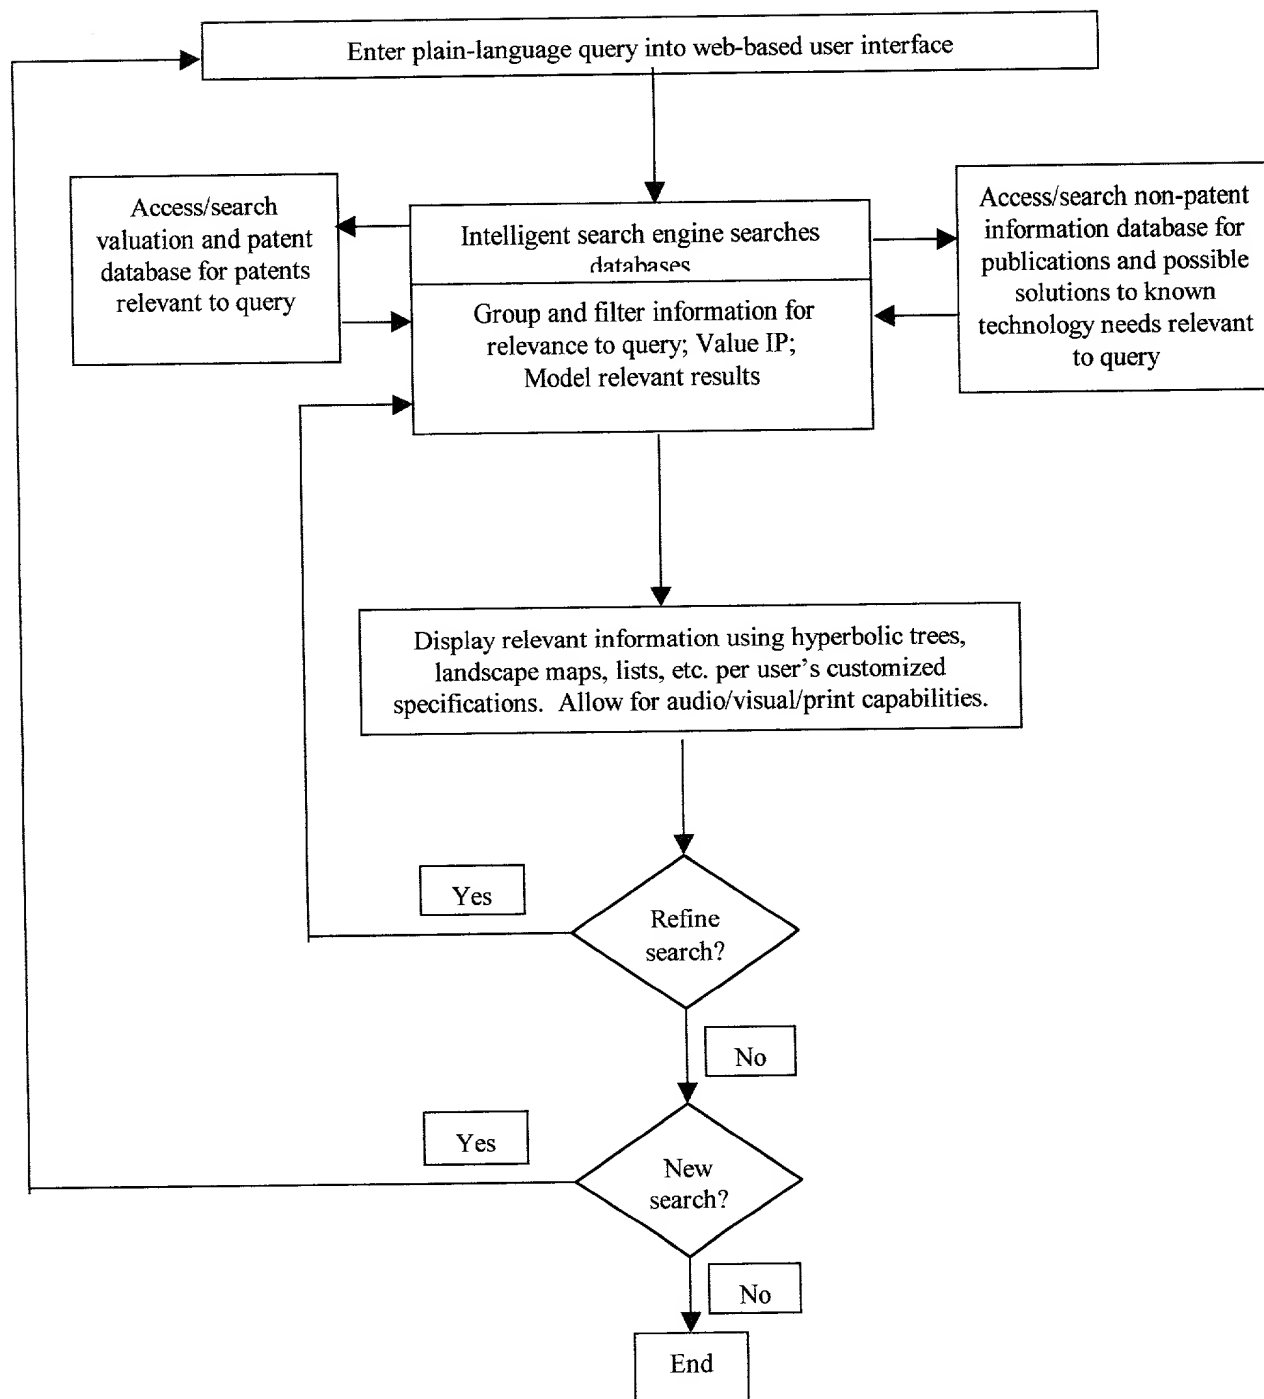 Enter plain-language query into web-based user interface
Access/search
valuation and patent
database for patents
relevant to query
Intelligent search engine searches
databases
Group and filter information for
relevance to query; Value IP;
Model relevant results
Access/search non-patent
information database for
publications and possible
solutions to known
technology needs relevant
to query
Display relevant information using hyperbolic trees,
landscape maps, lists, etc. per user's customized
specifications.  Allow for audio/visual/print capabilities.
Yes
Refine
search?
No
Yes
New
search?
No
End